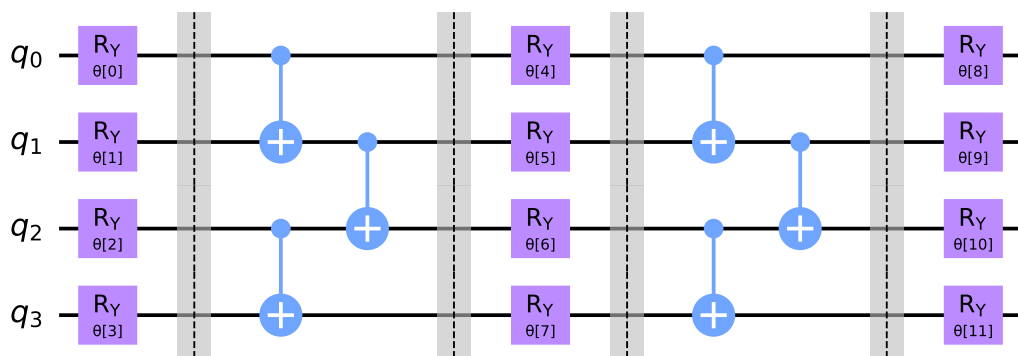 q0 RY θ[0] RY θ[4] RY θ[8]
q1 RY θ[1] RY θ[5] RY θ[9]
q2 RY θ[2] RY θ[6] RY θ[10]
q3 RY θ[3] RY θ[7] RY θ[11]